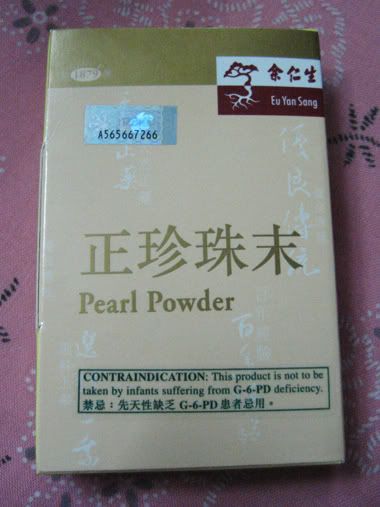 1879
余仁生
Eu Yan Sang
A565667266
正珍珠末
Pearl Powder
CONTRAINDICATION: This product is not to be
taken by infants suffering from G-6-PD deficiency.
禁忌：先天性缺乏 G-6-PD 患者忌用。